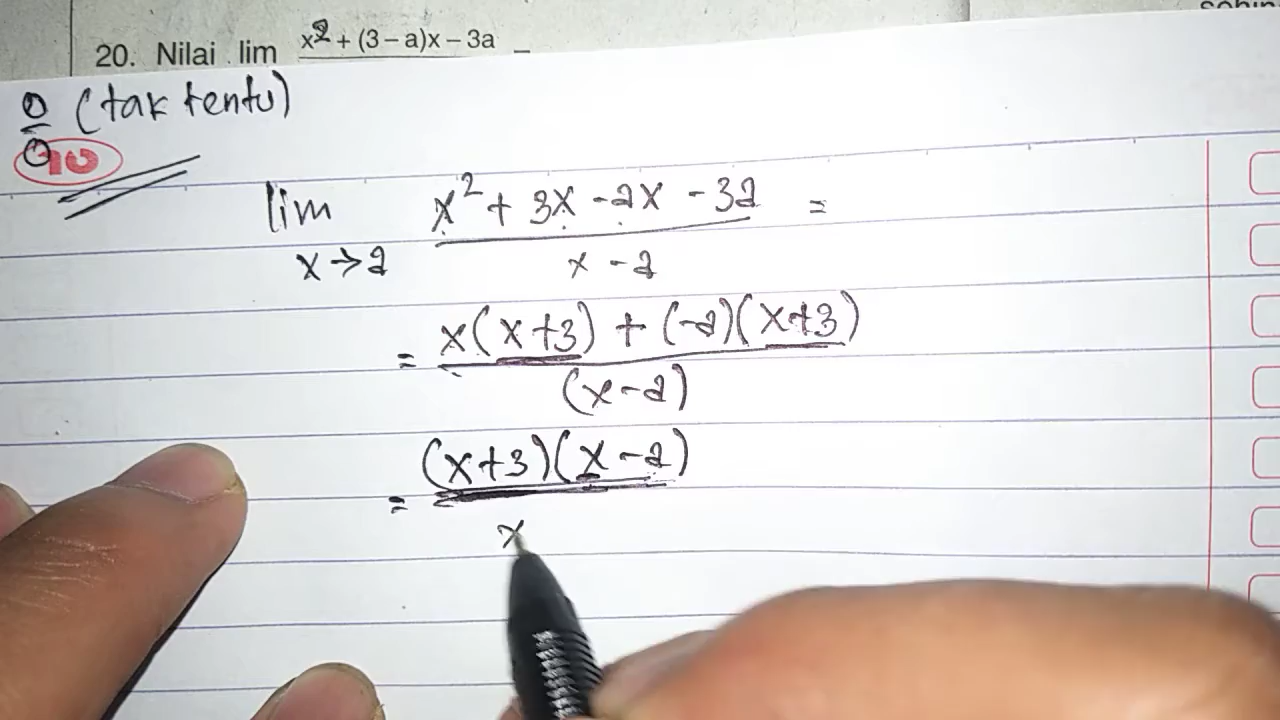 20. Nilai lim x² + (3 – a)x – 3a
0/0 (tak tentu)
lim x→a x² + 3x - ax - 3a / x - a =
= x(x+3) + (-a)(x+3) / (x-a)
= (x+3)(x-a) / x